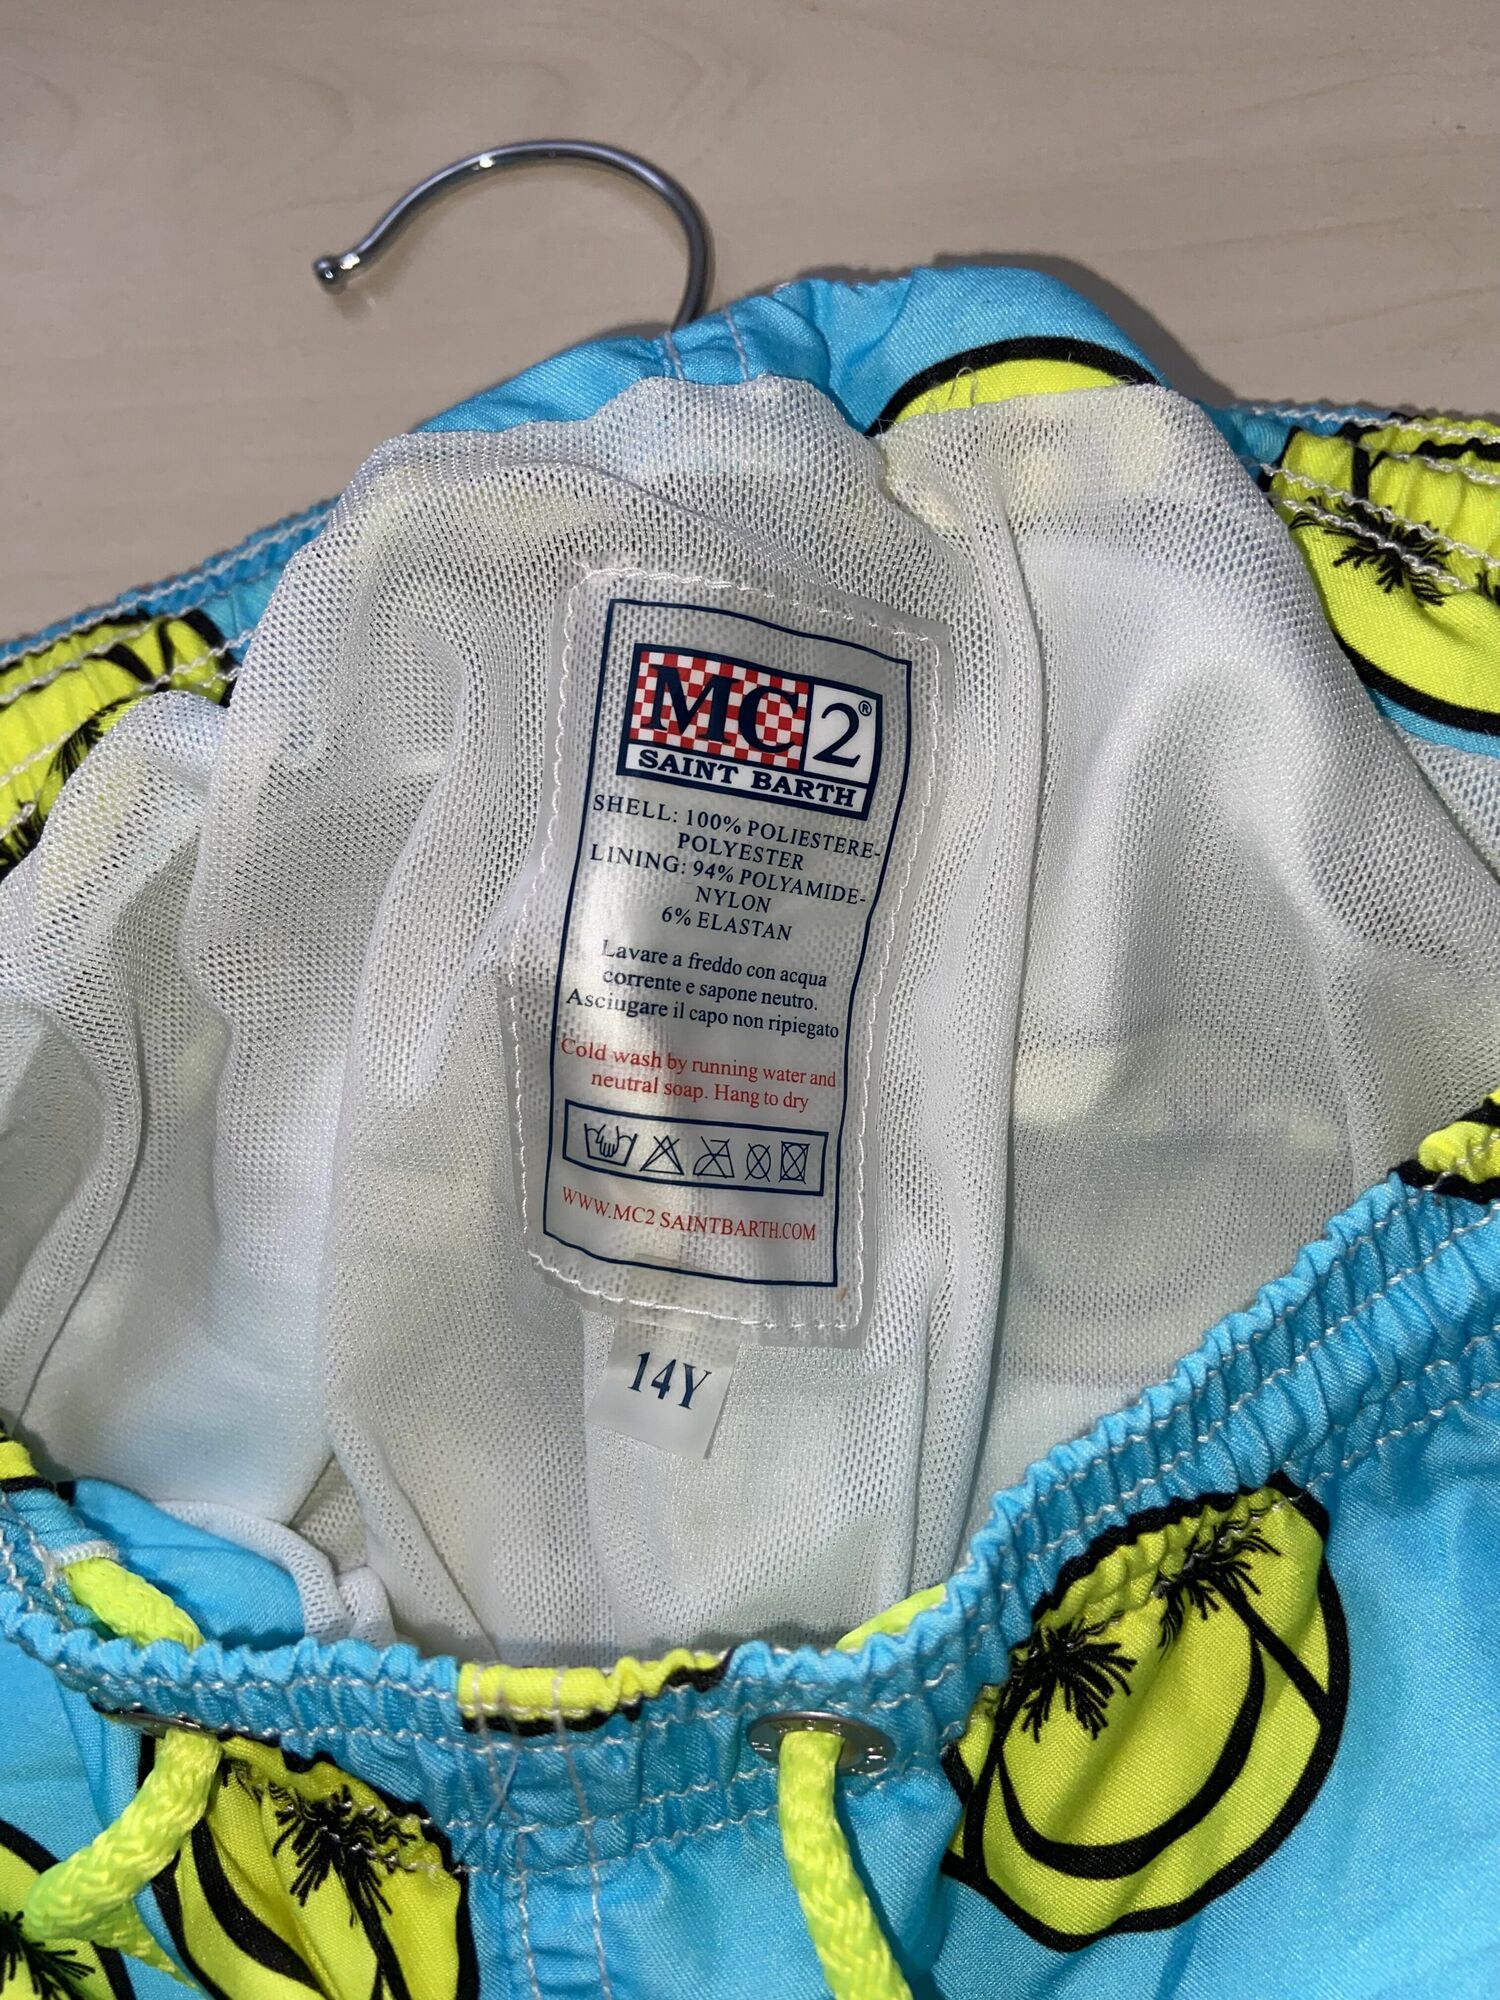 MC2®
SAINT BARTH
SHELL: 100% POLIESTERE-
POLYESTER
LINING: 94% POLYAMIDE-
NYLON
6% ELASTAN
Lavare a freddo con acqua
corrente e sapone neutro.
Asciugare il capo non ripiegato
Cold wash by running water and
neutral soap. Hang to dry
WWW.MC2 SAINTBARTH.COM
14Y